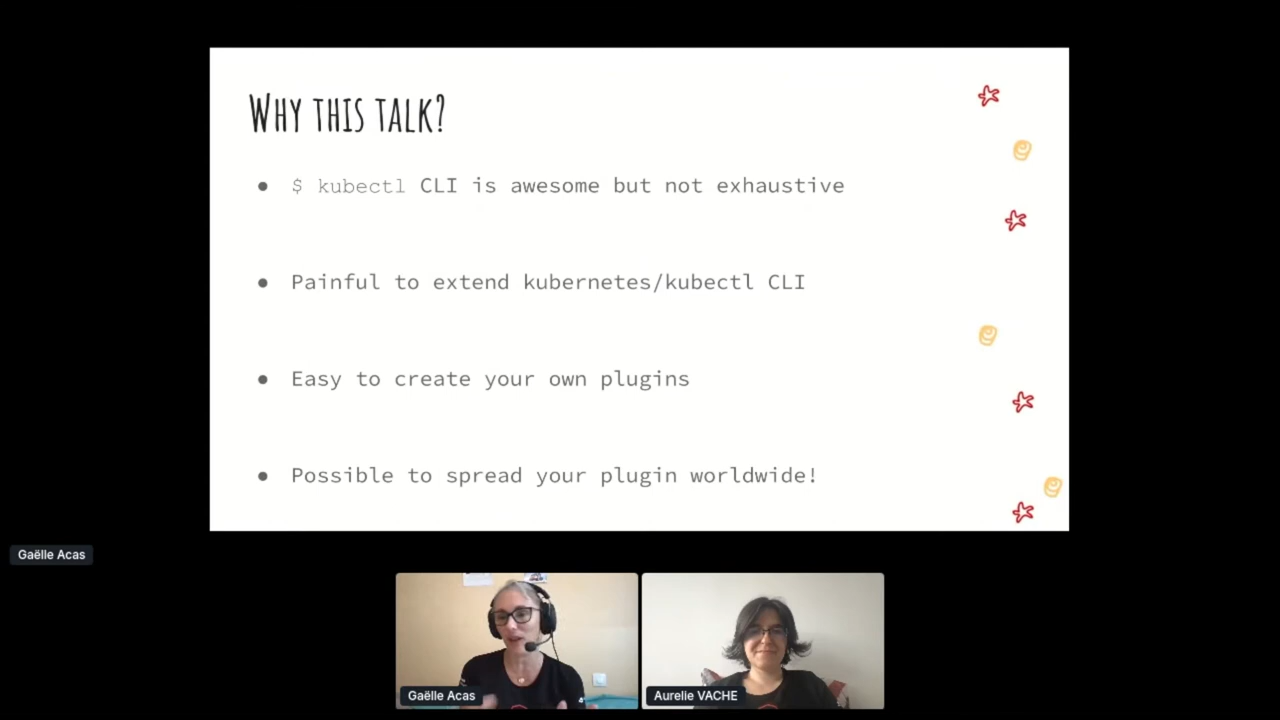 Why this talk?
● $ kubectl CLI is awesome but not exhaustive
● Painful to extend kubernetes/kubectl CLI
● Easy to create your own plugins
● Possible to spread your plugin worldwide!
Gaëlle Acas
Gaëlle Acas
Aurelie VACHE